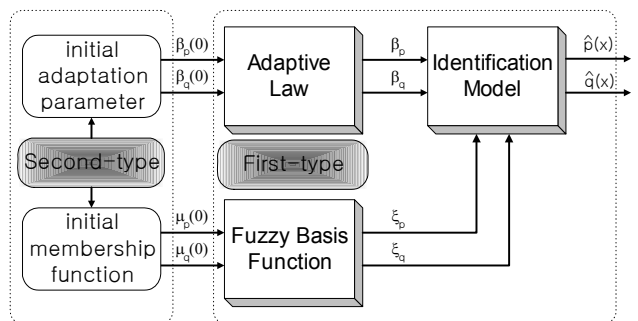 initial
adaptation
parameter
βp(0)
βq(0)
Adaptive
Law
βp
βq
Identification
Model
p̂(x)
q̂(x)
Second-type
First-type
initial
membership
function
μp(0)
μq(0)
Fuzzy Basis
Function
ξp
ξq